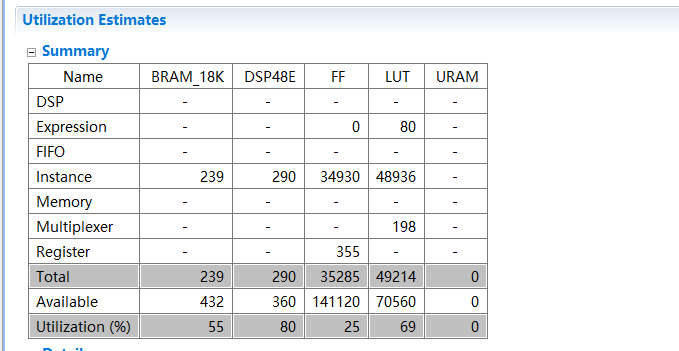 Utilization Estimates
Summary
Name BRAM_18K DSP48E FF LUT URAM
DSP - - - - -
Expression - - 0 80 -
FIFO - - - - -
Instance 239 290 34930 48936 -
Memory - - - - -
Multiplexer - - - 198 -
Register - - 355 - -
Total 239 290 35285 49214 0
Available 432 360 141120 70560 0
Utilization (%) 55 80 25 69 0